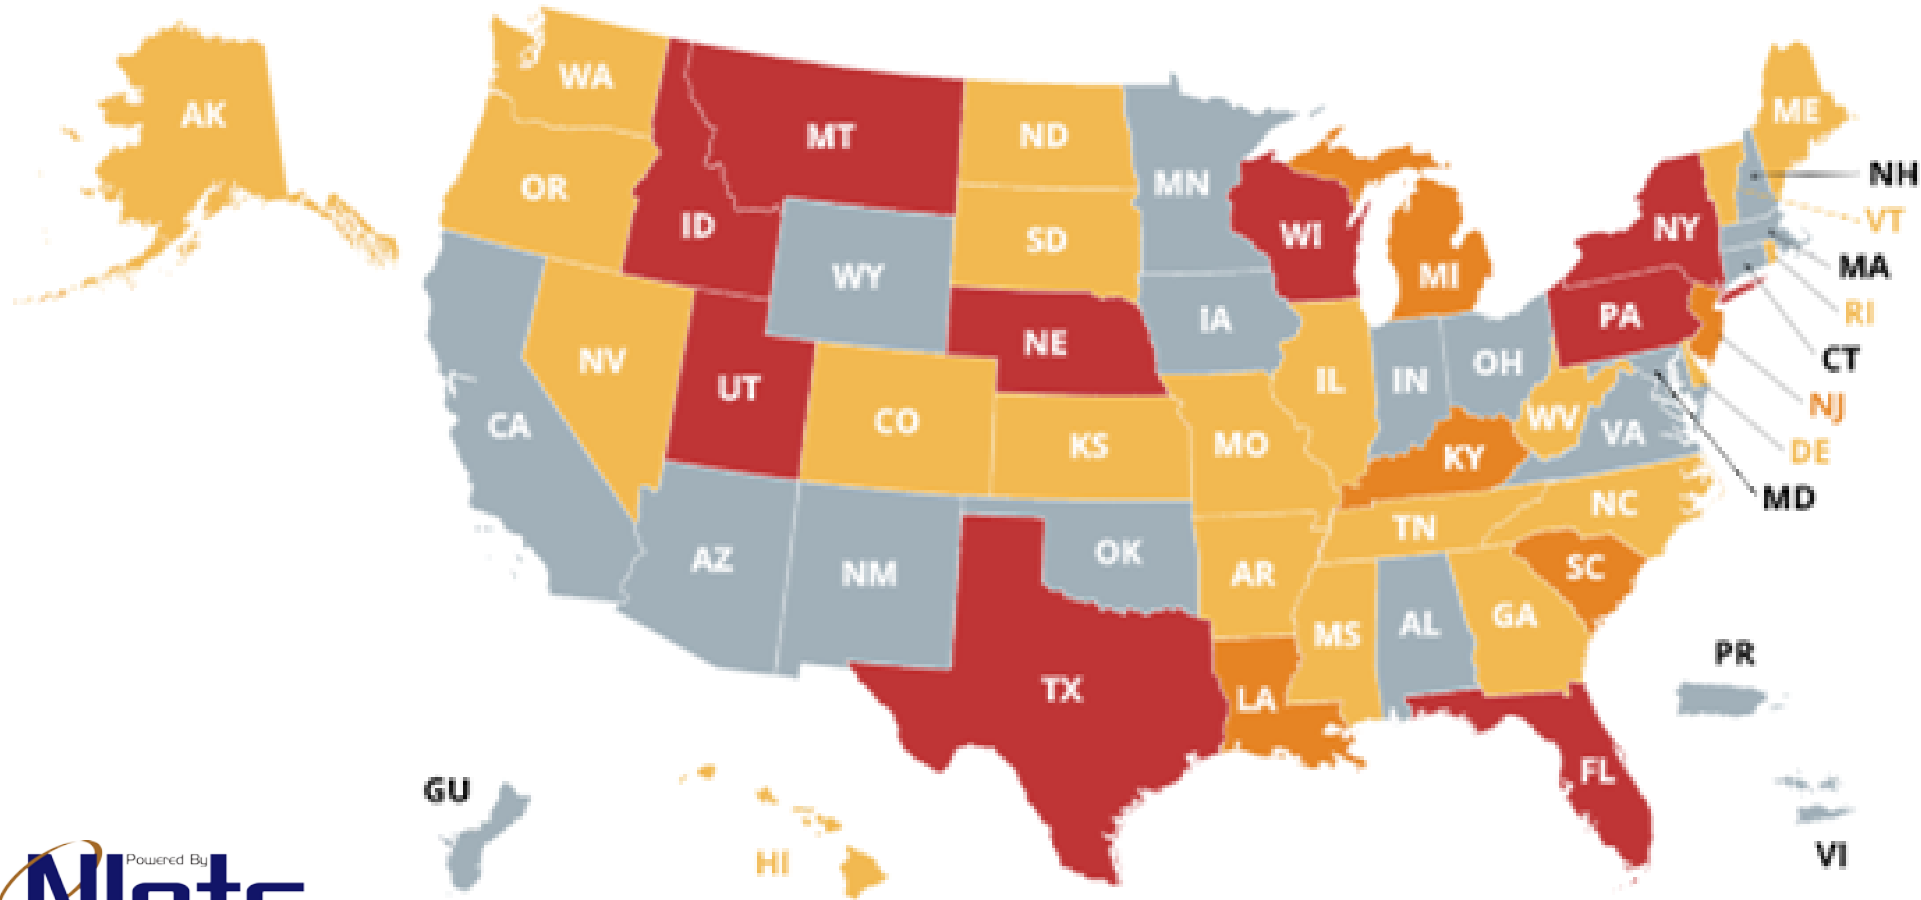 AK
WA
MT
ND
MN
ME
OR
ID
SD
WI
MI
NY
NH
VT
WY
MA
NE
IA
PA
RI
NV
UT
CO
IL
IN
OH
CT
CA
KS
MO
WV
VA
NJ
KY
DE
MD
NC
TN
AZ
NM
OK
AR
SC
MS
AL
GA
TX
LA
FL
PR
GU
HI
VI
Powered By
Nlets